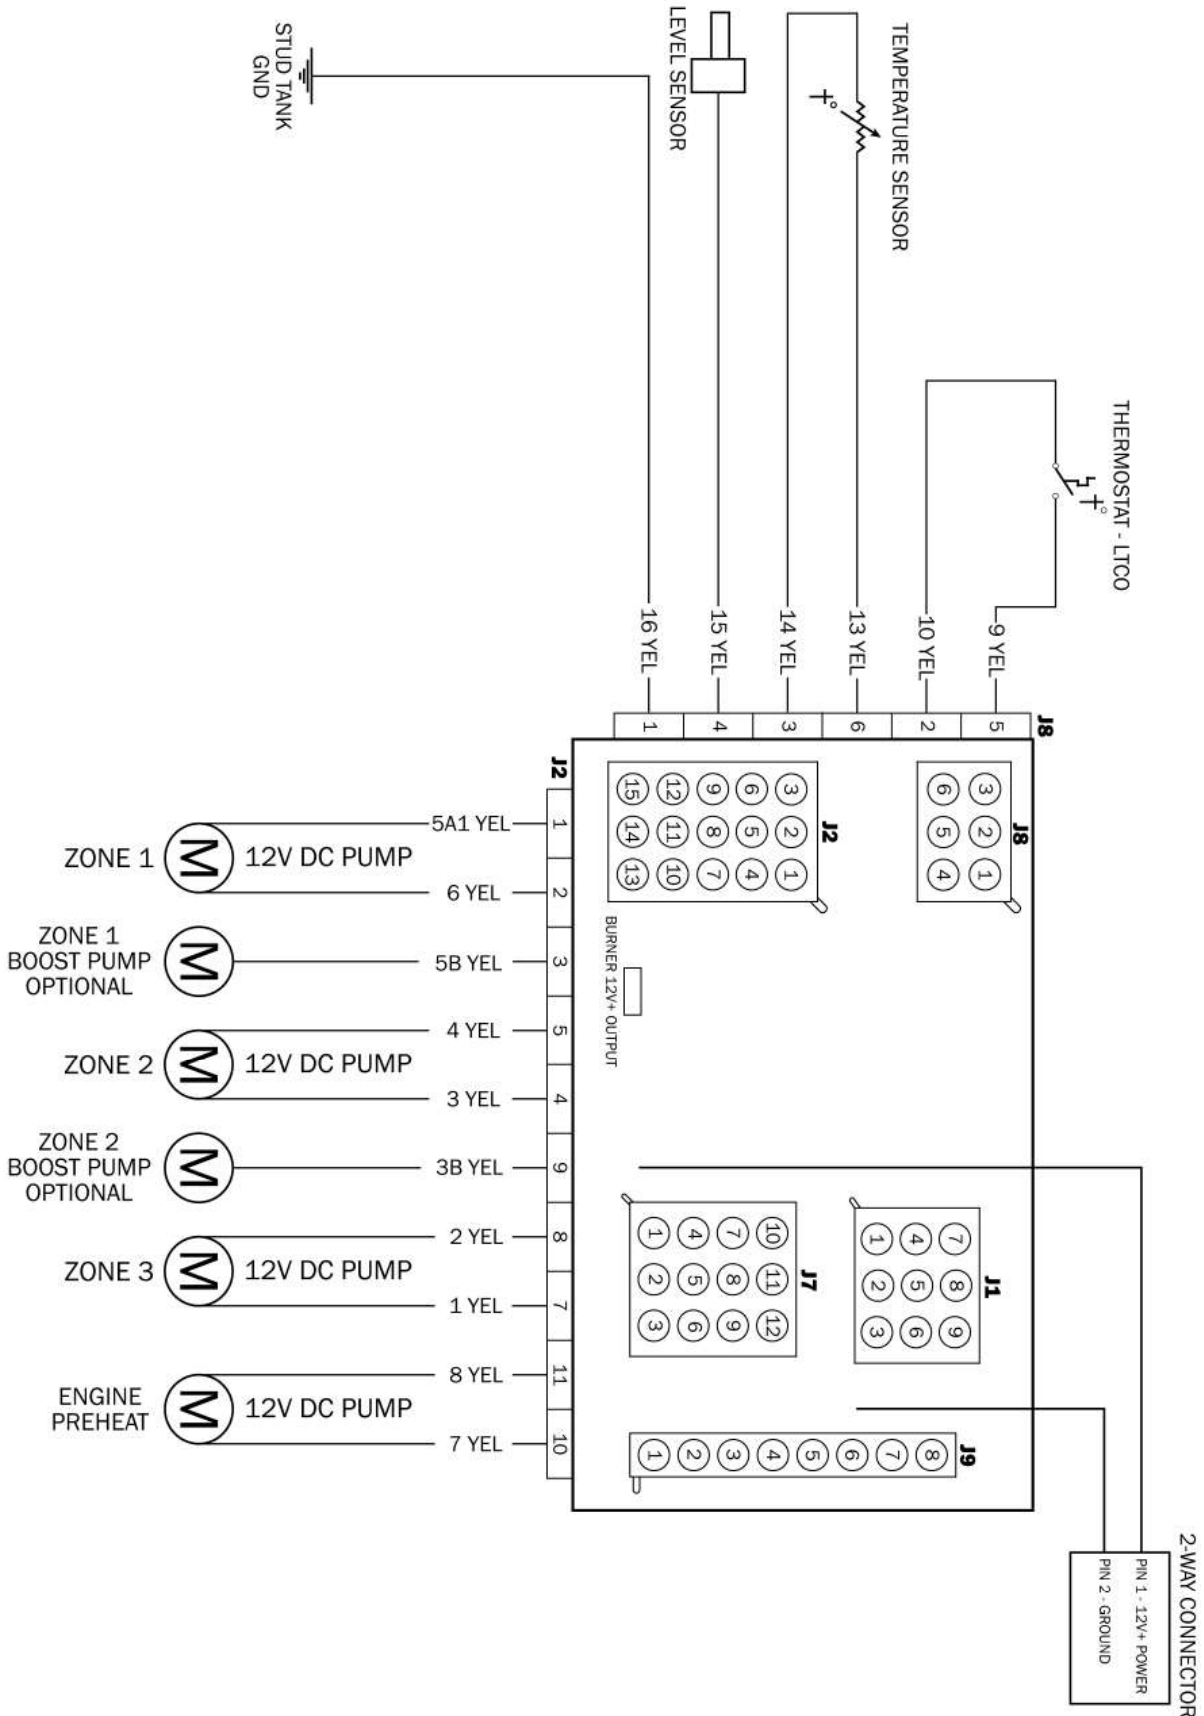 STUD TANK
GND
LEVEL SENSOR
TEMPERATURE SENSOR
THERMOSTAT - LTCO
t°
t°
16 YEL
15 YEL
14 YEL
13 YEL
10 YEL
9 YEL
J8
1
4
3
6
2
5
J2
3
2
1
6
5
4
9
8
7
12
11
10
15
14
13
J8
3
2
1
6
5
4
BURNER 12V+ OUTPUT
J2
1
2
3
5
4
9
8
7
11
10
ZONE 1
M
12V DC PUMP
5A1 YEL
6 YEL
ZONE 1
BOOST PUMP
OPTIONAL
M
5B YEL
ZONE 2
M
12V DC PUMP
4 YEL
3 YEL
ZONE 2
BOOST PUMP
OPTIONAL
M
3B YEL
ZONE 3
M
12V DC PUMP
2 YEL
1 YEL
ENGINE
PREHEAT
M
12V DC PUMP
8 YEL
7 YEL
J7
10
11
12
7
8
9
4
5
6
1
2
3
J1
7
8
9
4
5
6
1
2
3
J9
8
7
6
5
4
3
2
1
2-WAY CONNECTOR
PIN 1 - 12V+ POWER
PIN 2 - GROUND